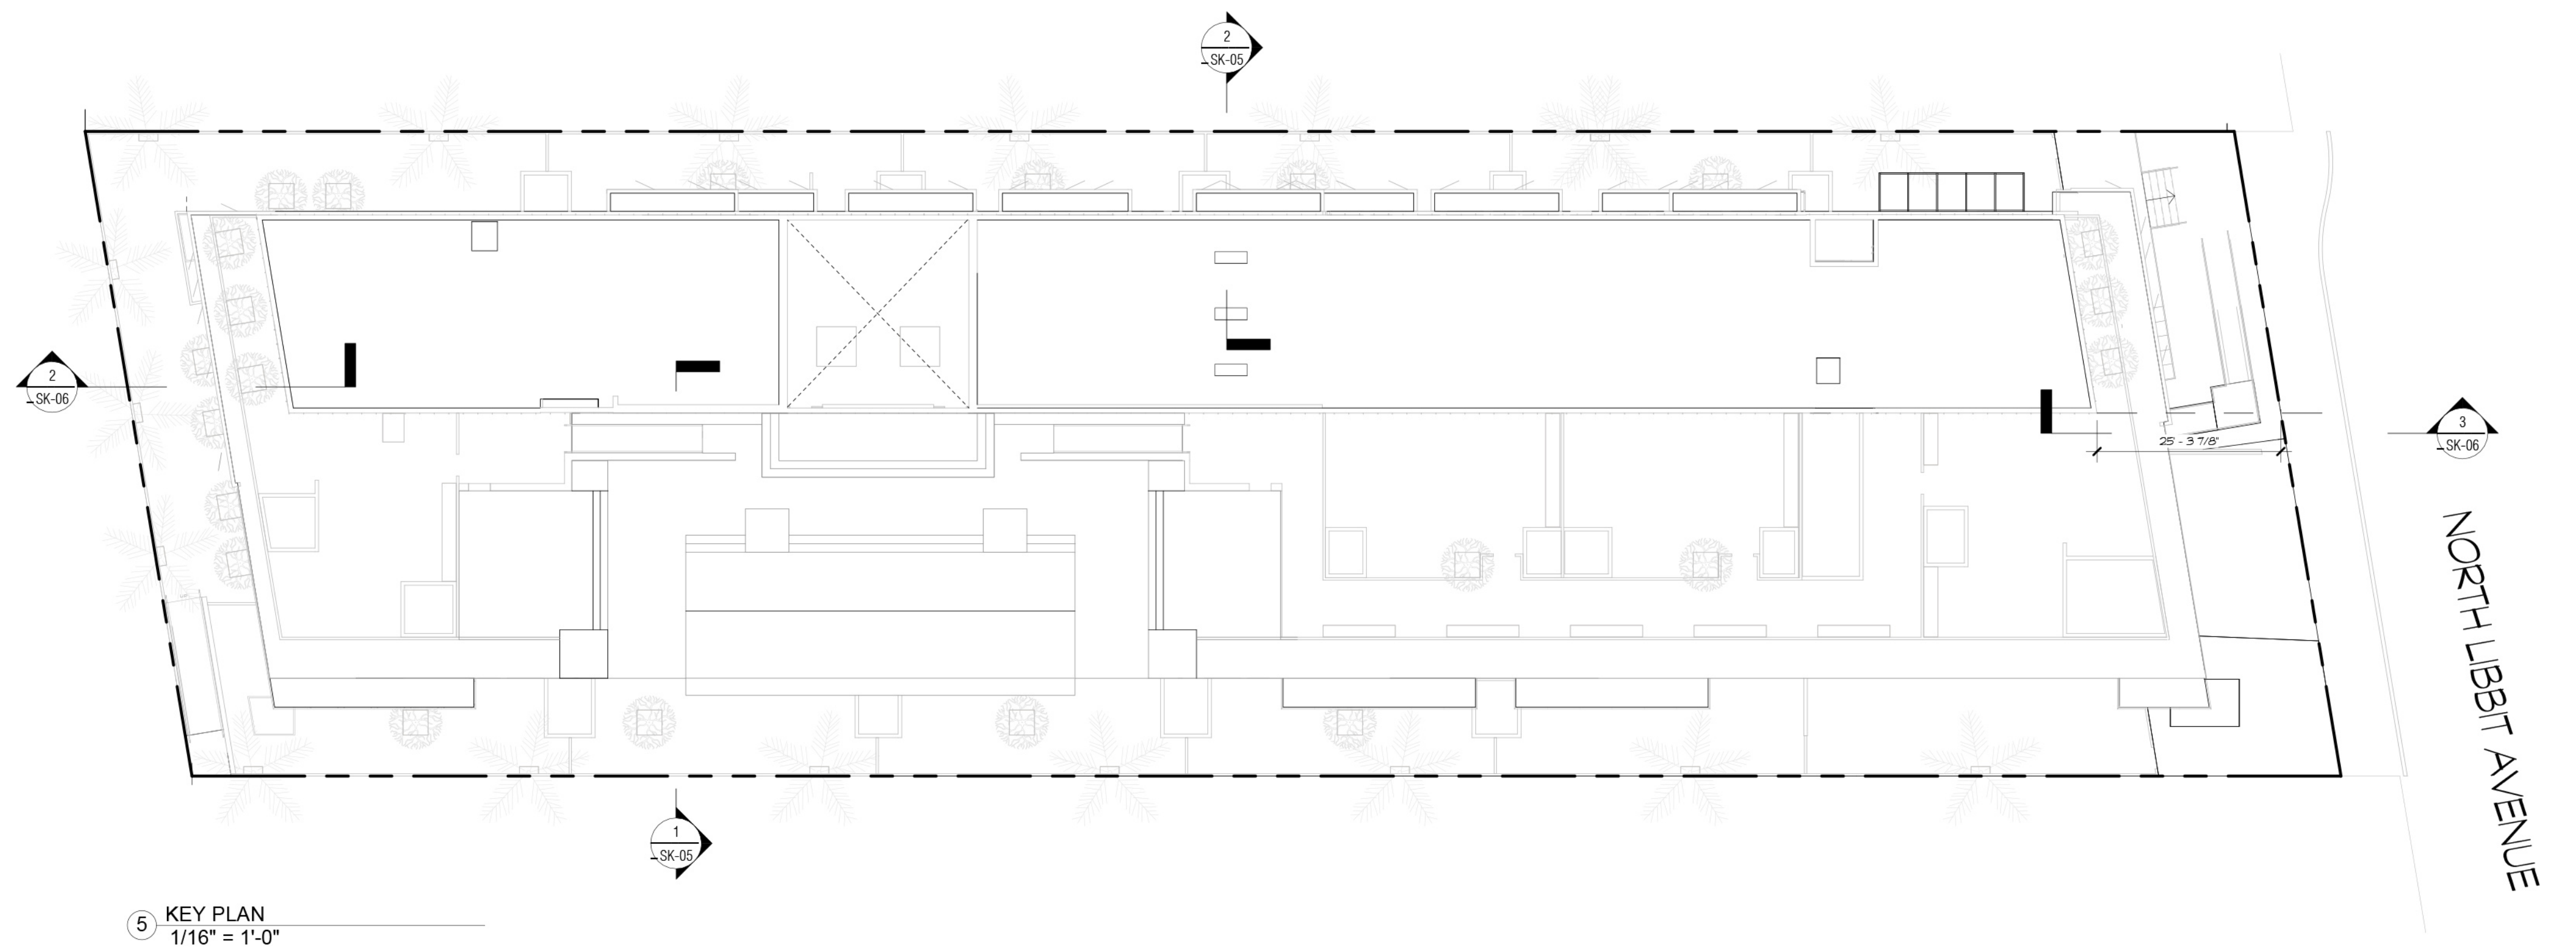 2
SK-05
2
SK-06
25' - 3 7/8"
3
SK-06
NORTH LIBBIT AVENUE
1
SK-05
5 KEY PLAN
1/16" = 1'-0"